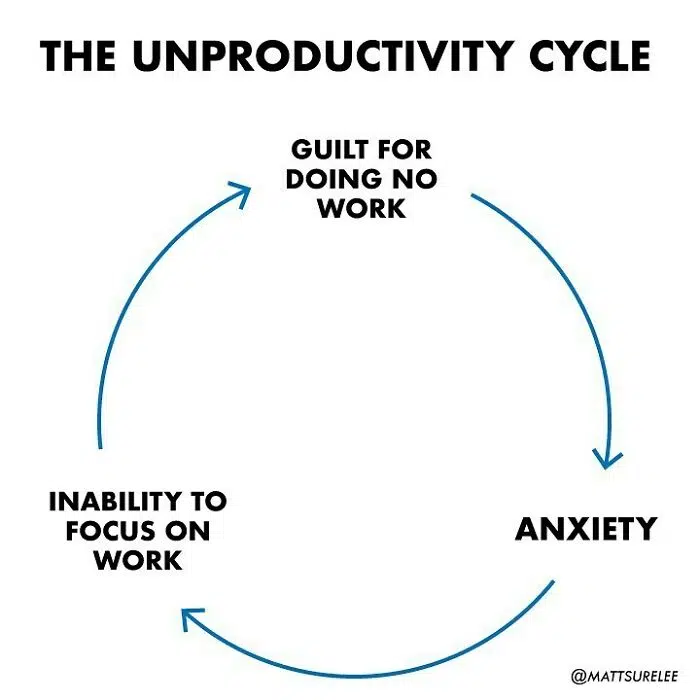 THE UNPRODUCTIVITY CYCLE
GUILT FOR
DOING NO
WORK
ANXIETY
INABILITY TO
FOCUS ON
WORK
@MATTSURELEE